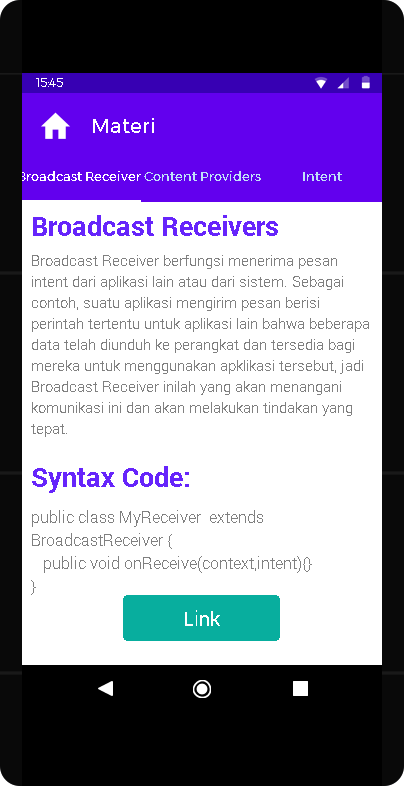 15:45
Materi
Broadcast Receiver Content Providers Intent
Broadcast Receivers
Broadcast Receiver berfungsi menerima pesan
intent dari aplikasi lain atau dari sistem. Sebagai
contoh, suatu aplikasi mengirim pesan berisi
perintah tertentu untuk aplikasi lain bahwa beberapa
data telah diunduh ke perangkat dan tersedia bagi
mereka untuk menggunakan apklikasi tersebut, jadi
Broadcast Receiver inilah yang akan menangani
komunikasi ini dan akan melakukan tindakan yang
tepat.
Syntax Code:
public class MyReceiver  extends
BroadcastReceiver {
   public void onReceive(context,intent){}
}
Link